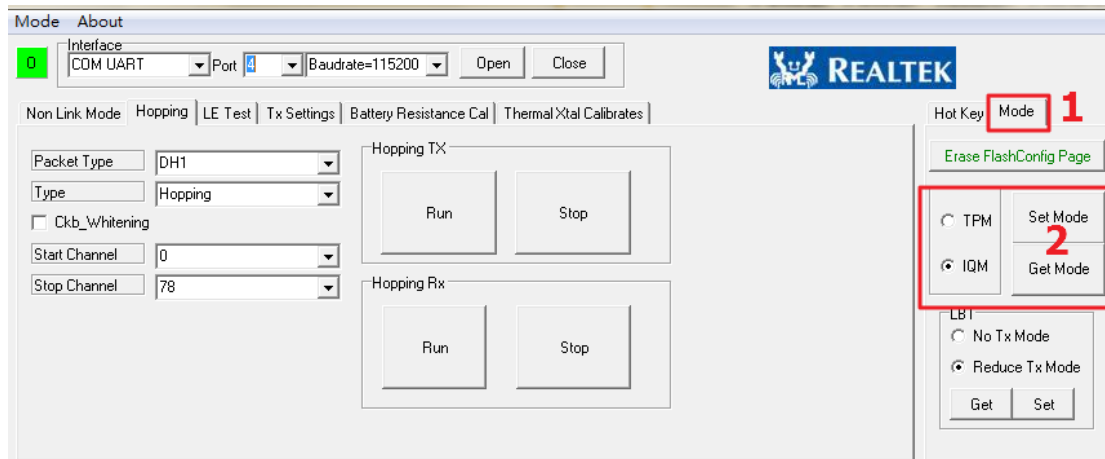 Mode About
Interface
0 COM UART Port 4 Baudrate=115200 Open Close
REALTEK
Non Link Mode Hopping LE Test Tx Settings Battery Resistance Cal Thermal Xtal Calibrates
Hot Key Mode 1
Packet Type DH1
Type Hopping
Ckb_Whitening
Start Channel 0
Stop Channel 78
Hopping TX
Run Stop
Hopping Rx
Run Stop
Erase FlashConfig Page
TPM Set Mode
2
IQM Get Mode
LBT
No Tx Mode
Reduce Tx Mode
Get Set